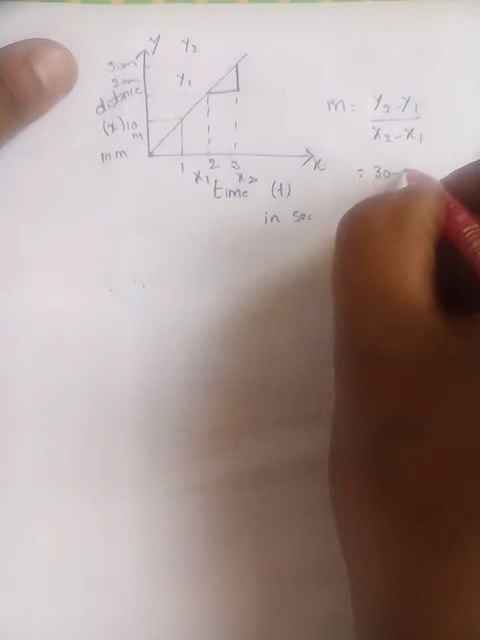 y y₂
30m
20m y₁
distance
(x) 10
m
mm
1 2 3 x
x₁ x₂
time (t)
in sec
m = y₂ - y₁
x₂ - x₁
= 30